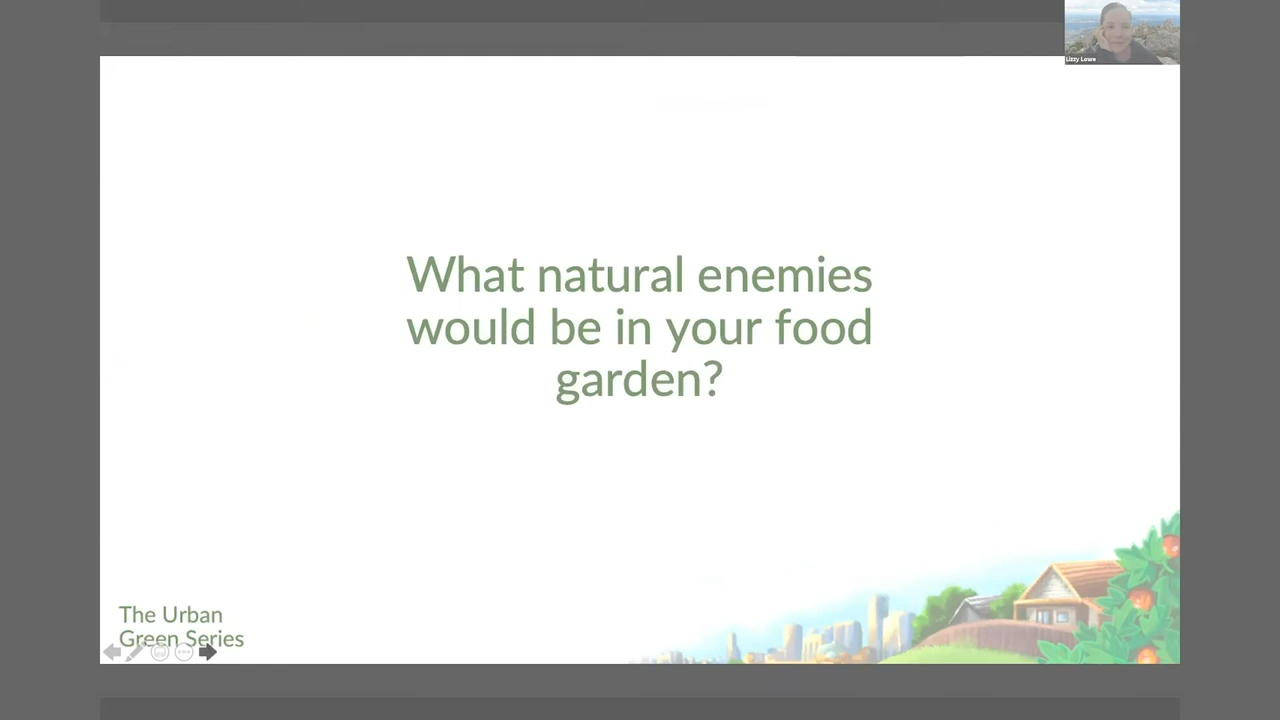 Lizzy Lowe
What natural enemies
would be in your food
garden?
The Urban
Green Series